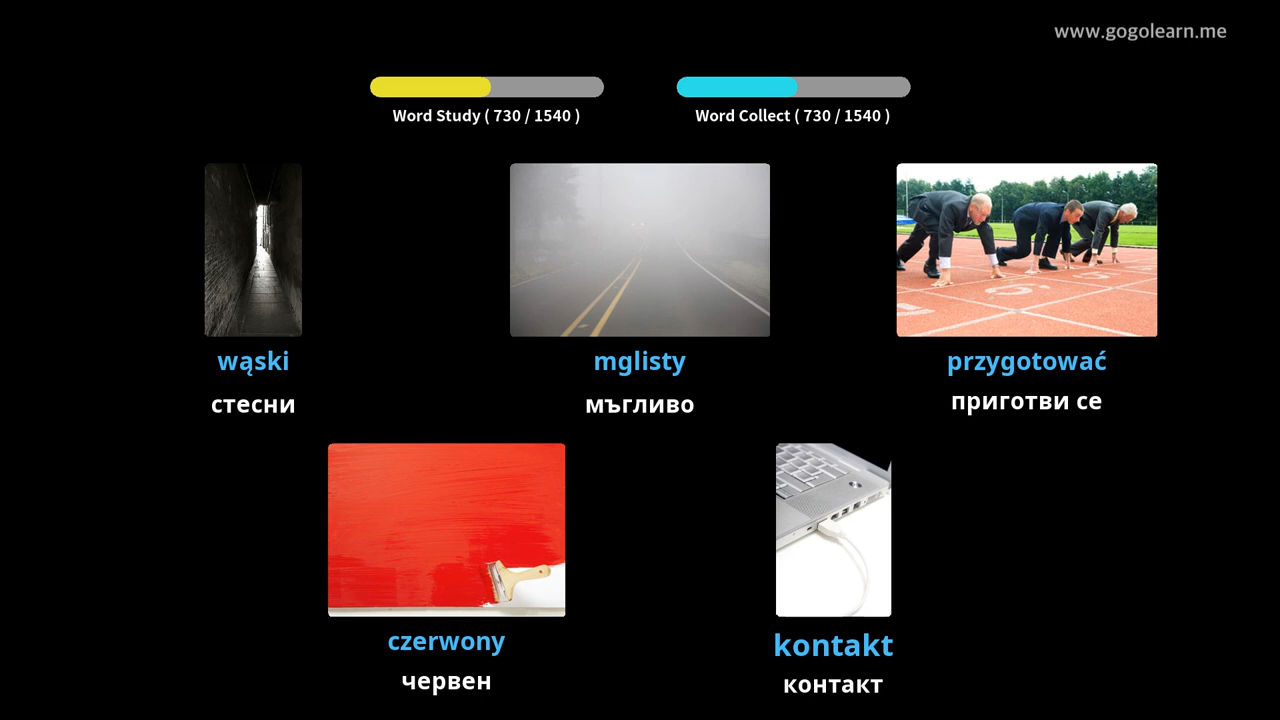 www.gogolearn.me
Word Study ( 730 / 1540 )
Word Collect ( 730 / 1540 )
wąski
mglisty
przygotować
стесни
мъгливо
приготви се
czerwony
kontakt
червен
контакт